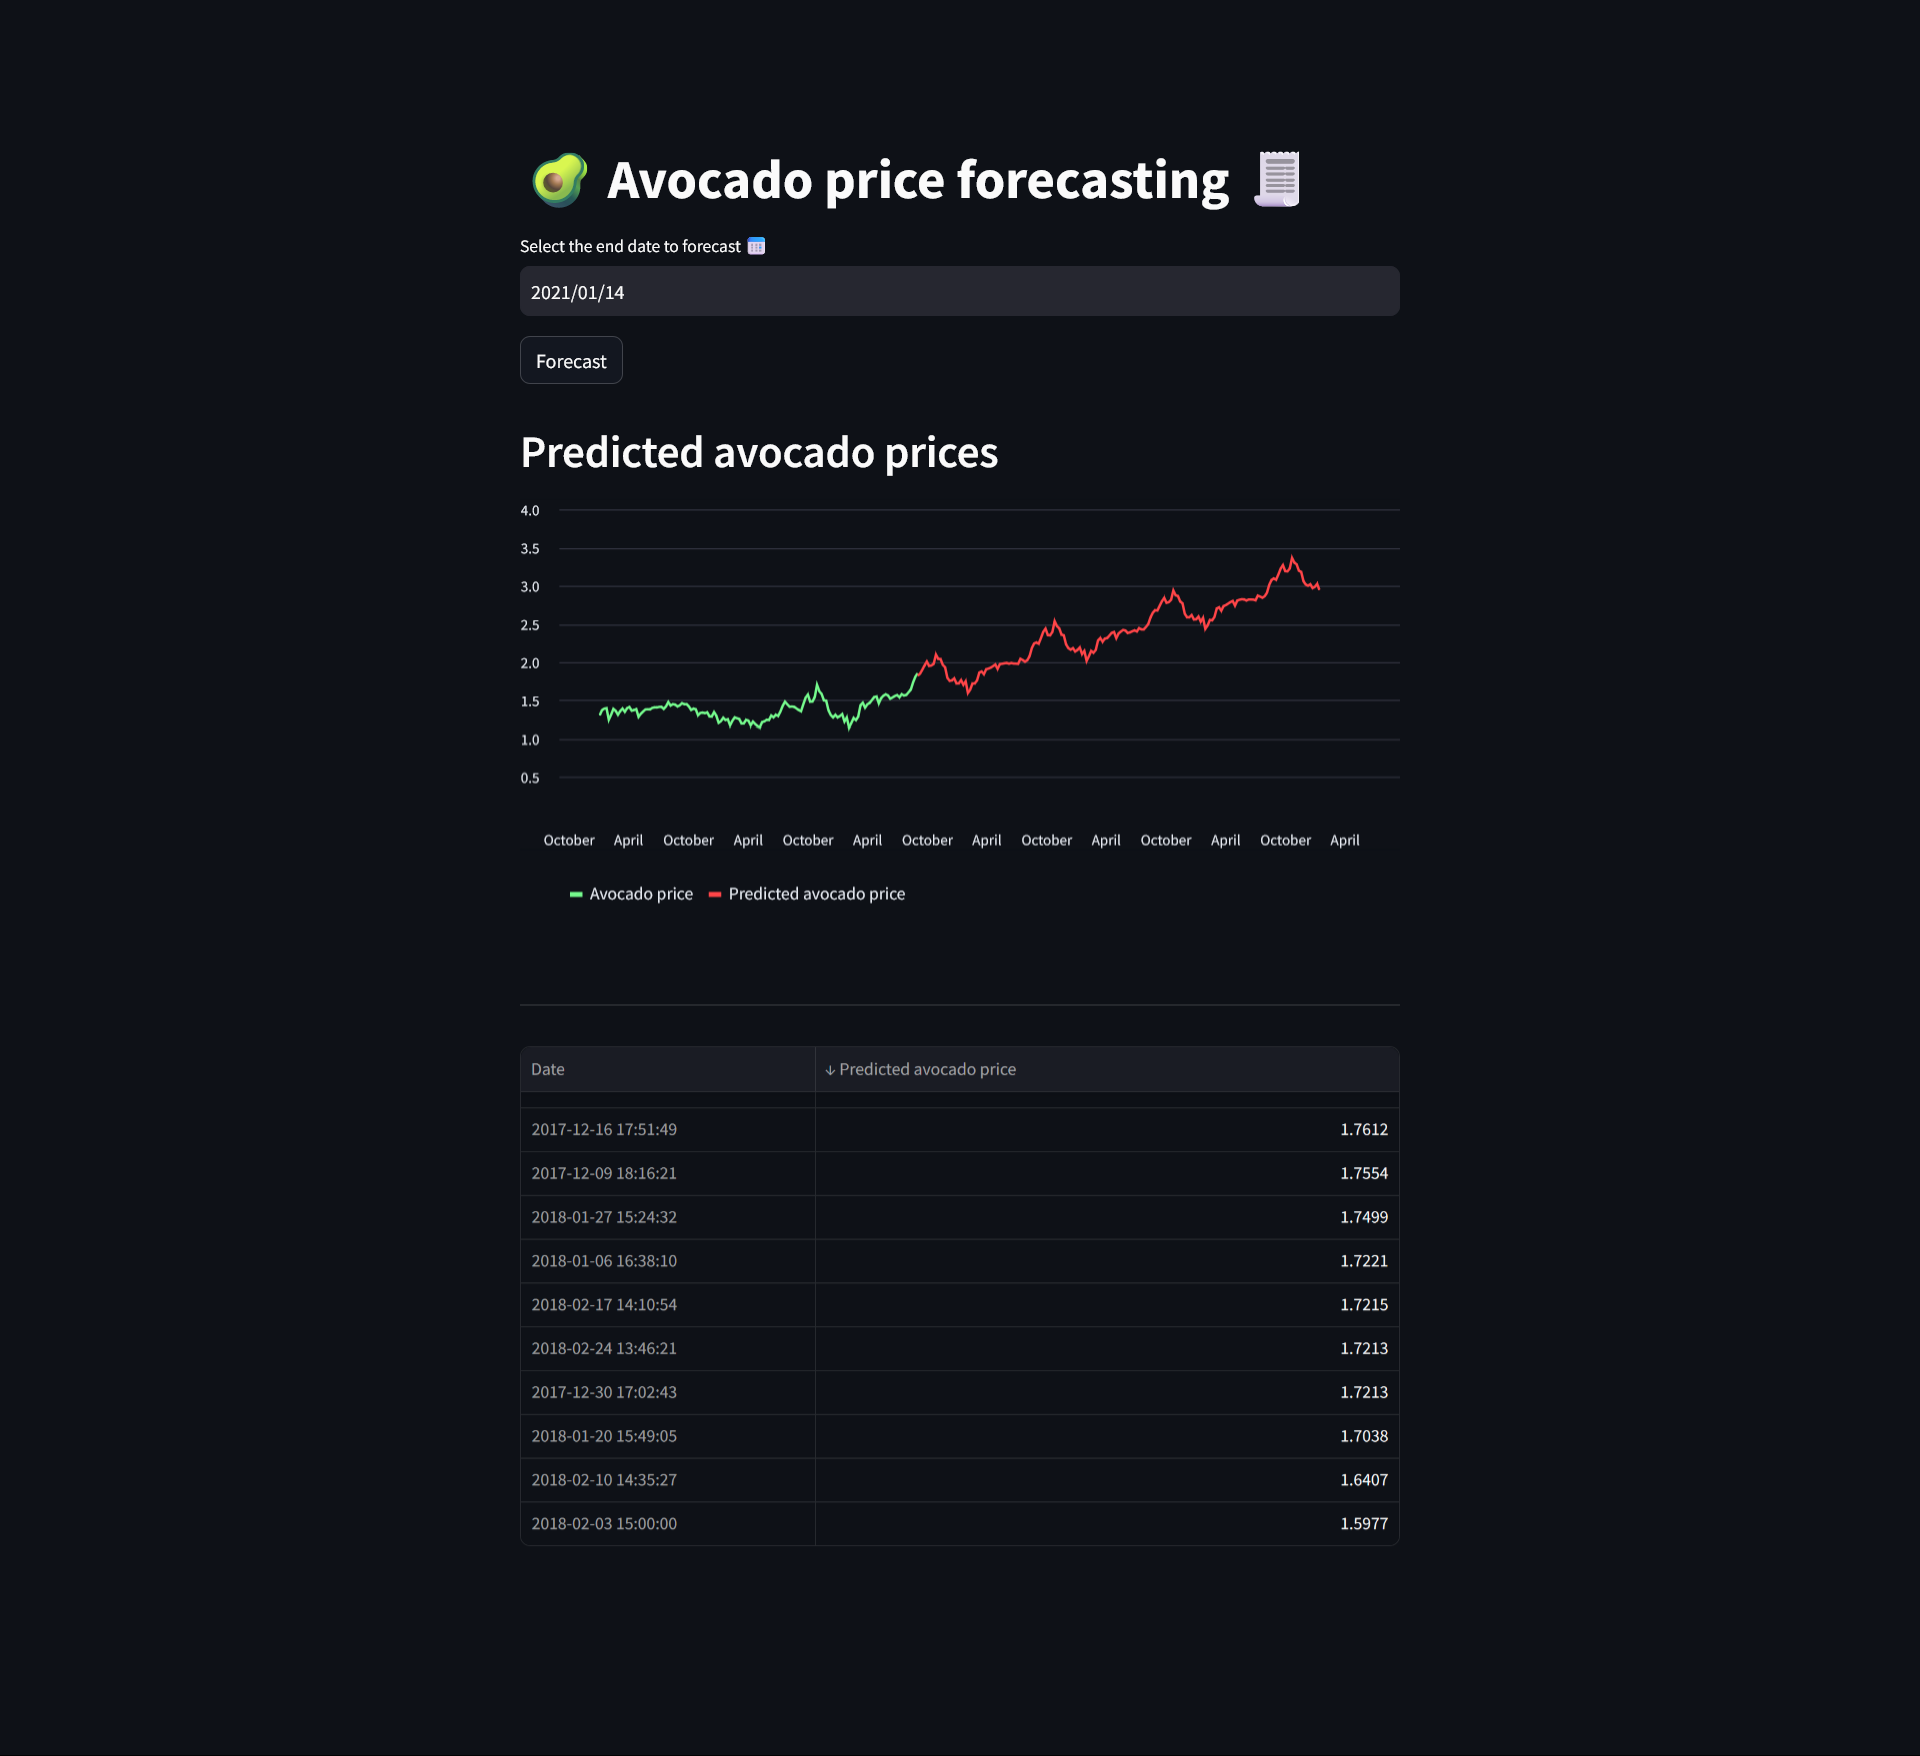 Avocado price forecasting
Select the end date to forecast
2021/01/14
Forecast
Predicted avocado prices
4.0
3.5
3.0
2.5
2.0
1.5
1.0
0.5
October April October April October April October April October April October April October April
Avocado price Predicted avocado price
Date ↓ Predicted avocado price
2017-12-16 17:51:49 1.7612
2017-12-09 18:16:21 1.7554
2018-01-27 15:24:32 1.7499
2018-01-06 16:38:10 1.7221
2018-02-17 14:10:54 1.7215
2018-02-24 13:46:21 1.7213
2017-12-30 17:02:43 1.7213
2018-01-20 15:49:05 1.7038
2018-02-10 14:35:27 1.6407
2018-02-03 15:00:00 1.5977